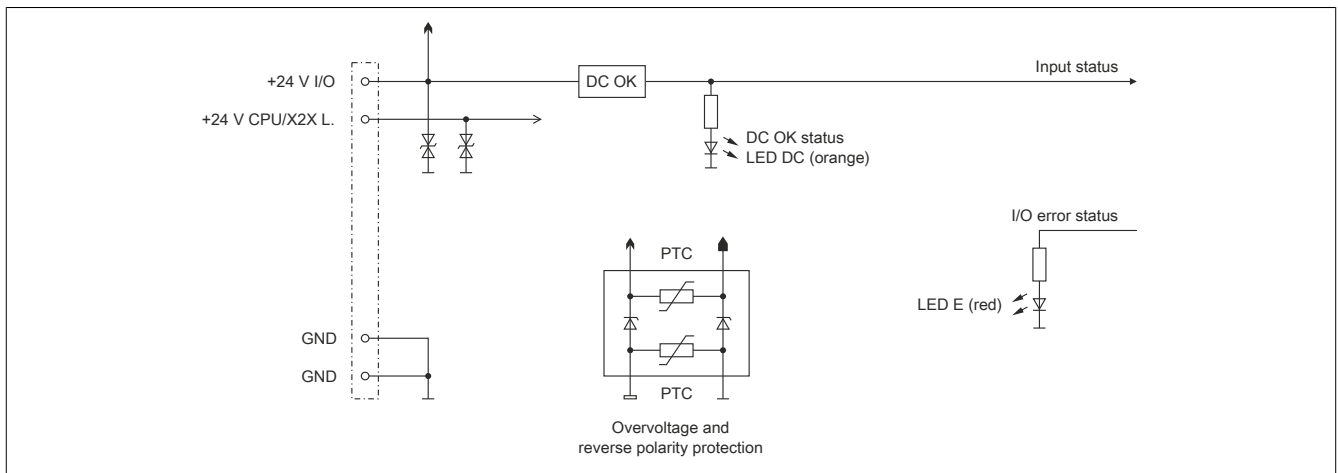 +24 V I/O
DC OK
Input status
+24 V CPU/X2X L.
DC OK status
LED DC (orange)
I/O error status
PTC
LED E (red)
GND
GND
PTC
Overvoltage and
reverse polarity protection